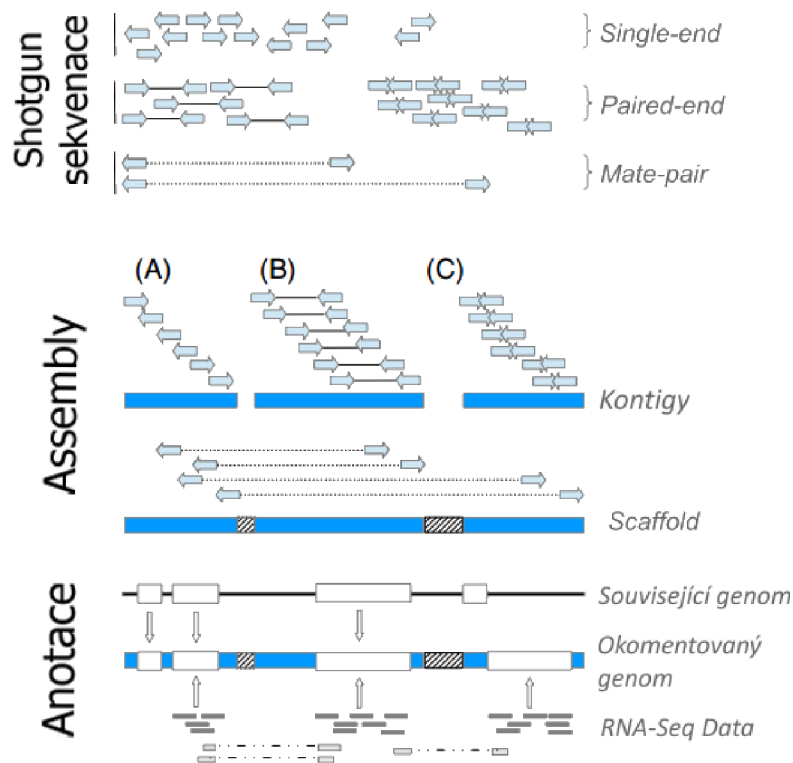 Shotgun
sekvenace
Single-end
Paired-end
Mate-pair
Assembly
(A)
(B)
(C)
Kontigy
Scaffold
Anotace
Související genom
Okomentovaný
genom
RNA-Seq Data